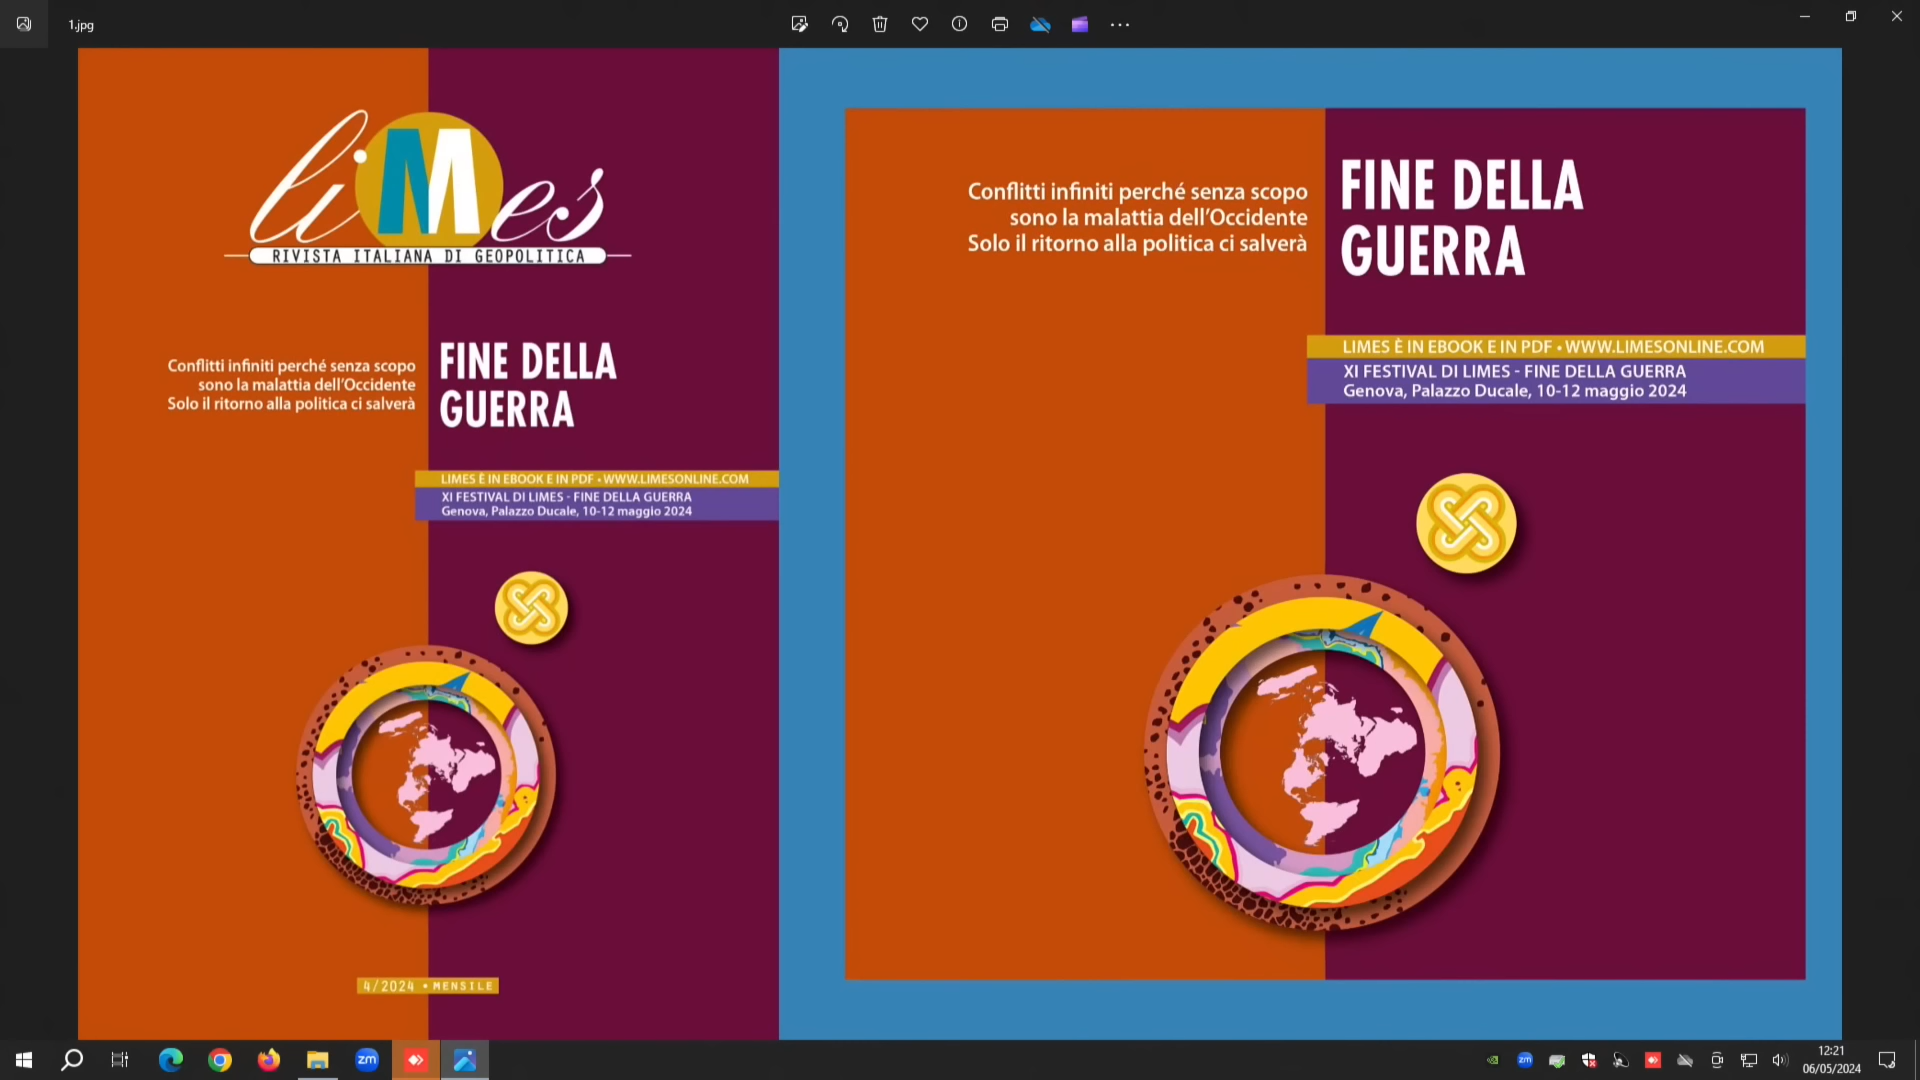 1.jpg
liMes
RIVISTA ITALIANA DI GEOPOLITICA
Conflitti infiniti perché senza scopo
sono la malattia dell'Occidente
Solo il ritorno alla politica ci salverà
FINE DELLA
GUERRA
LIMES È IN EBOOK E IN PDF • WWW.LIMESONLINE.COM
XI FESTIVAL DI LIMES - FINE DELLA GUERRA
Genova, Palazzo Ducale, 10-12 maggio 2024
4/2024 • MENSILE
Conflitti infiniti perché senza scopo
sono la malattia dell'Occidente
Solo il ritorno alla politica ci salverà
FINE DELLA
GUERRA
LIMES È IN EBOOK E IN PDF • WWW.LIMESONLINE.COM
XI FESTIVAL DI LIMES - FINE DELLA GUERRA
Genova, Palazzo Ducale, 10-12 maggio 2024
zm
zm
12:21
06/05/2024